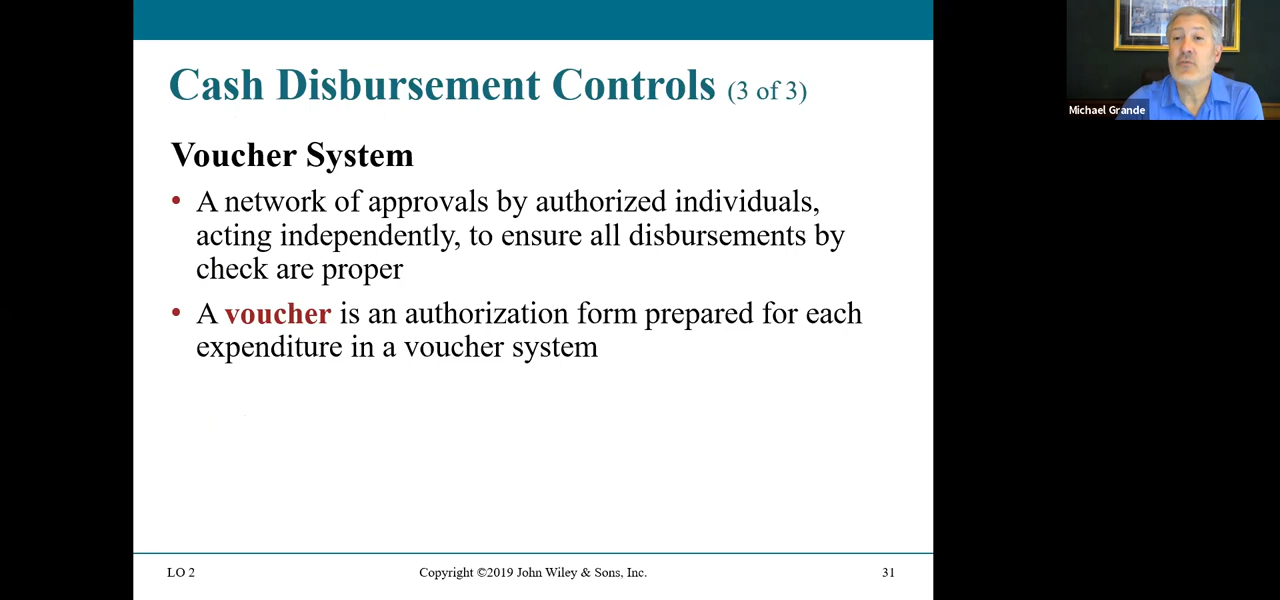 Cash Disbursement Controls (3 of 3)
Michael Grande
Voucher System
• A network of approvals by authorized individuals,
acting independently, to ensure all disbursements by
check are proper
• A voucher is an authorization form prepared for each
expenditure in a voucher system
LO 2
Copyright ©2019 John Wiley & Sons, Inc.
31